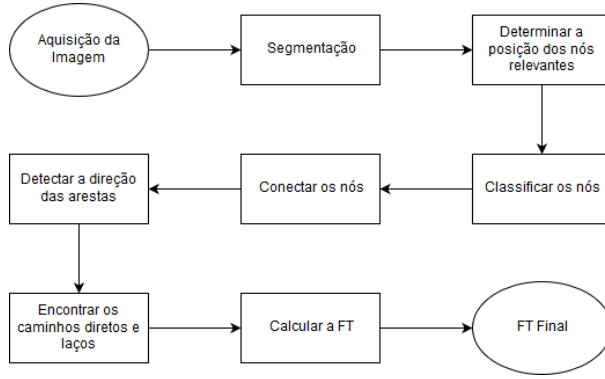 Aquisição da
Imagem
Segmentação
Determinar a
posição dos nós
relevantes
Classificar os nós
Conectar os nós
Detectar a direção
das arestas
Encontrar os
caminhos diretos e
laços
Calcular a FT
FT Final